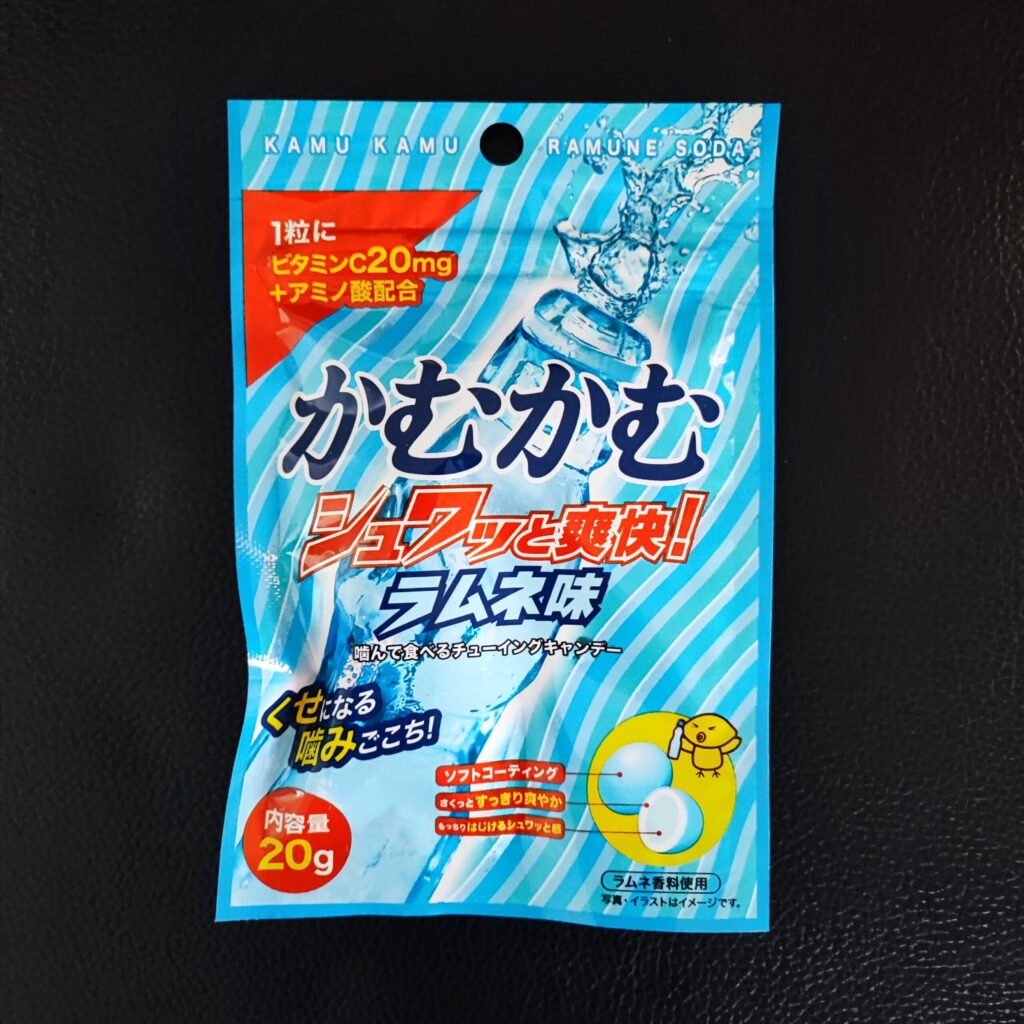 KAMU KAMU RAMUNE SODA
1粒に
ビタミンC20mg
+アミノ酸配合
かむかむ
シュワッと爽快!
ラムネ味
噛んで食べるチューイングキャンデー
くせになる
噛みごこち!
ソフトコーティング
さくっとすっきり爽やか
もっちりはじけるシュワッと感
内容量
20g
ラムネ香料使用
写真・イラストはイメージです。